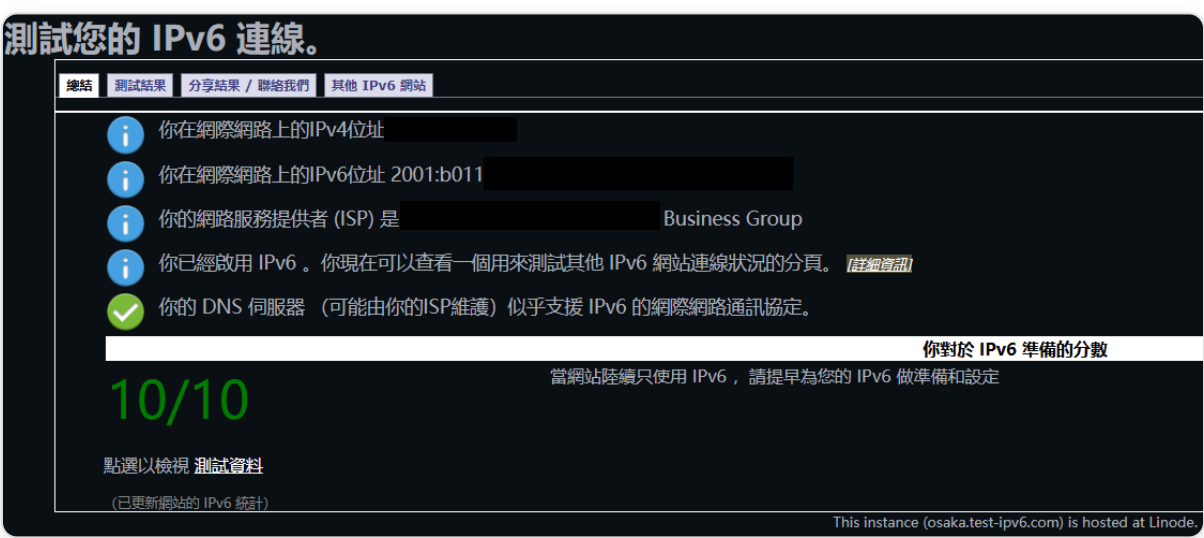 測試您的 IPv6 連線。
總結 測試結果 分享結果 / 聯絡我們 其他 IPv6 網站
你在網際網路上的IPv4位址
你在網際網路上的IPv6位址 2001:b011
你的網路服務提供者 (ISP) 是 Business Group
你已經啟用 IPv6 。你現在可以查看一個用來測試其他 IPv6 網站連線狀況的分頁。 [詳細資訊]
你的 DNS 伺服器 （可能由你的ISP維護）似乎支援 IPv6 的網際網路通訊協定。
你對於 IPv6 準備的分數
10/10
當網站陸續只使用 IPv6 ，請提早為您的 IPv6 做準備和設定
點選以檢視 測試資料
（已更新網站的 IPv6 統計）
This instance (osaka.test-ipv6.com) is hosted at Linode.